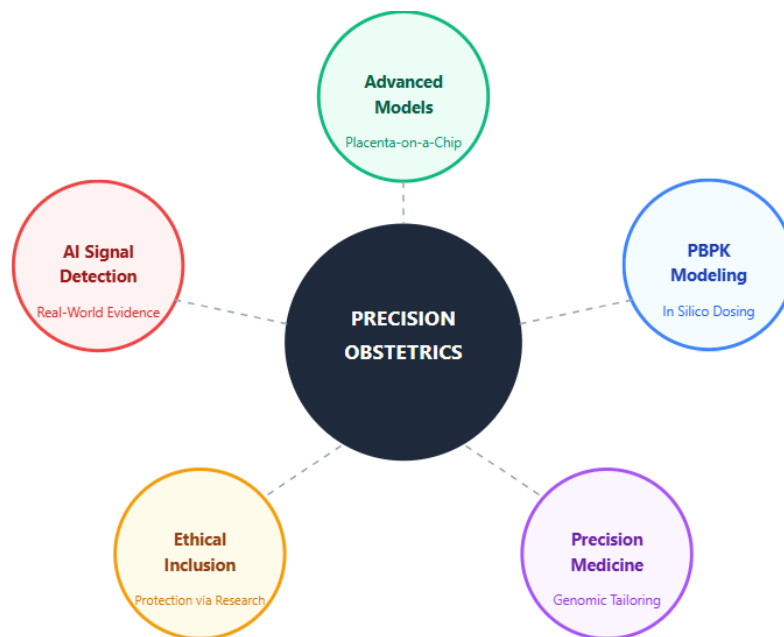 Advanced
Models
Placenta-on-a-Chip
AI Signal
Detection
Real-World Evidence
PBPK
Modeling
In Silico Dosing
PRECISION
OBSTETRICS
Ethical
Inclusion
Protection via Research
Precision
Medicine
Genomic Tailoring